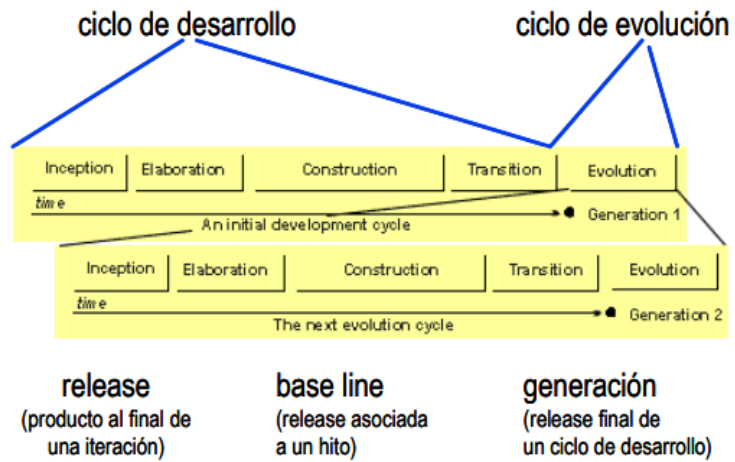 ciclo de desarrollo ciclo de evolución
Inception Elaboration Construction Transition Evolution
time
An initial development cycle
Generation 1
Inception Elaboration Construction Transition Evolution
time
The next evolution cycle
Generation 2
release base line generación
(producto al final de (release asociada (release final de
una iteración) a un hito) un ciclo de desarrollo)